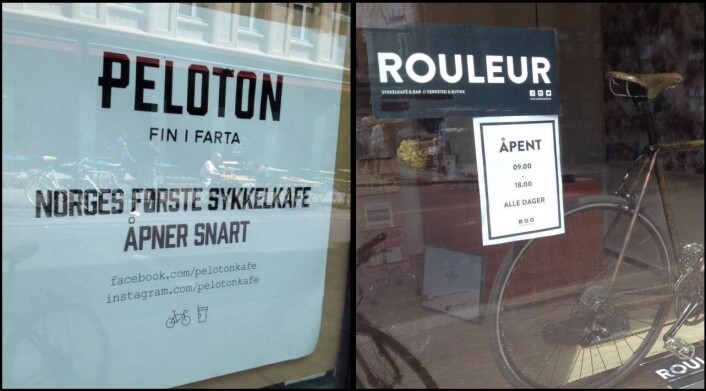 PELOTON
FIN I FARTA
NORGES FØRSTE SYKKELKAFE
ÅPNER SNART
facebook.com/pelotonkafe
instagram.com/pelotonkafe
ROULEUR
SYKKELKAFÉ & BAR // VERKSTED & BUTIKK
ÅPENT
09.00
-
18.00
ALLE DAGER
ROUL